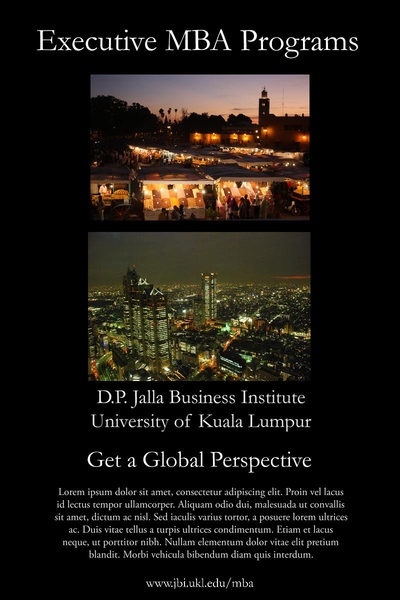 Executive MBA Programs
D.P. Jalla Business Institute
University of Kuala Lumpur
Get a Global Perspective
Lorem ipsum dolor sit amet, consectetur adipiscing elit. Proin vel lacus
id lectus tempor ullamcorper. Aliquam odio dui, malesuada ut convallis
sit amet, dictum ac nisl. Sed iaculis varius tortor, a posuere lorem ultrices
ac. Duis vitae tellus a turpis ultrices condimentum. Etiam et lacus
neque, ut porttitor nibh. Nullam elementum dolor vitae elit pretium
blandit. Morbi vehicula bibendum diam quis interdum.
www.jbi.ukl.edu/mba